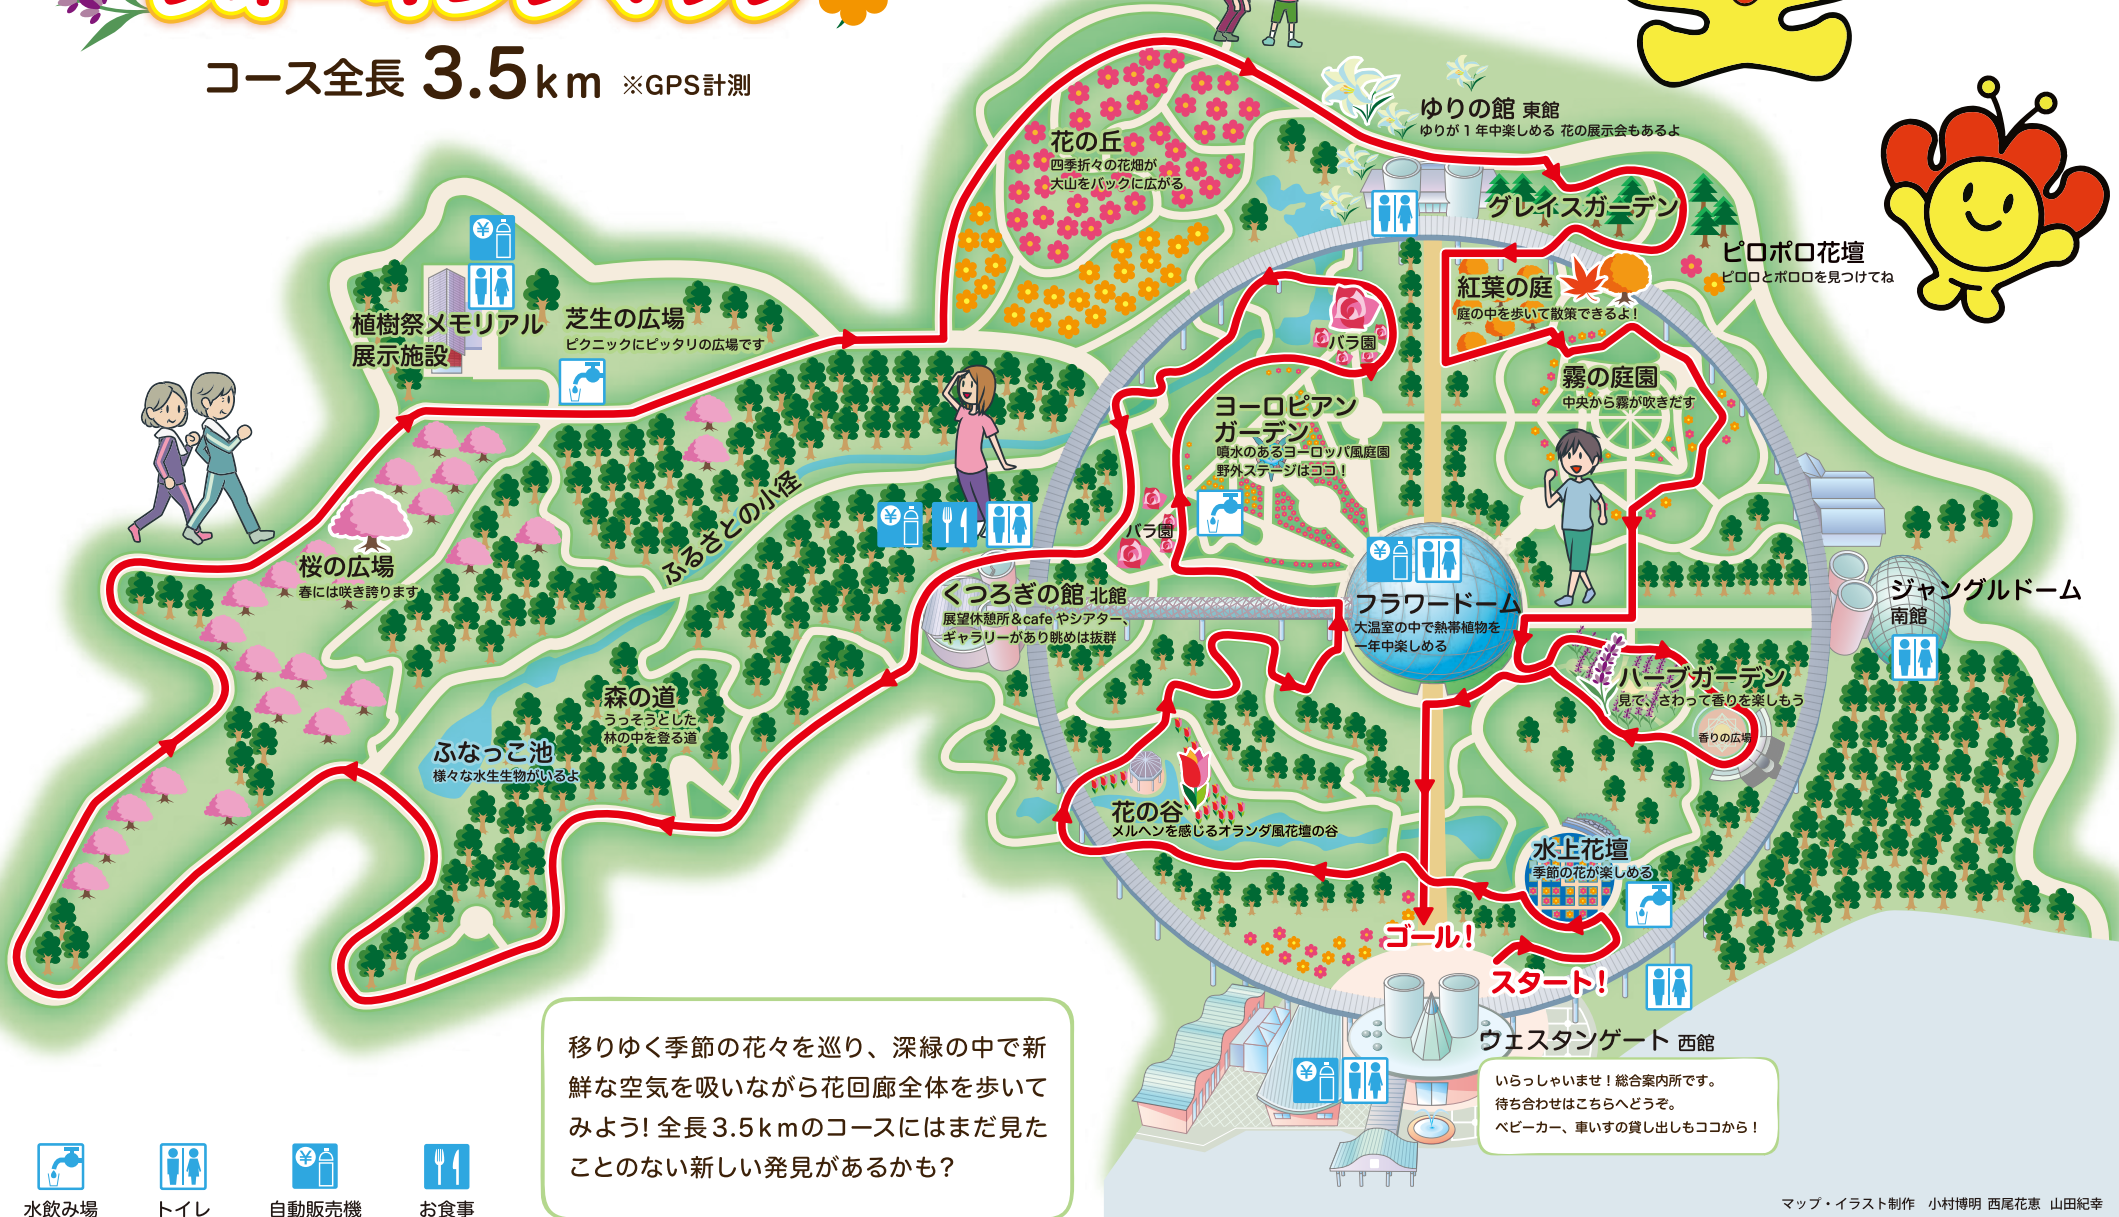 ウォーキングマップ
コース全長 3.5km ※GPS計測
花の丘
四季折々の花畑が
大山をバックに広がる
ゆりの館 東館
ゆりが1年中楽しめる 花の展示会もあるよ
グレイスガーデン
ピロポロ花壇
ピロロとポロロを見つけてね
植樹祭メモリアル
展示施設
芝生の広場
ピクニックにピッタリの広場です
紅葉の庭
庭の中を歩いて散策できるよ!
バラ園
霧の庭園
中央から霧が吹きだす
ヨーロピアン
ガーデン
噴水のあるヨーロッパ風庭園
野外ステージはココ!
バラ園
ふるさとの小径
桜の広場
春には咲き誇ります
くつろぎの館 北館
展望休憩所&cafeやシアター、
ギャラリーがあり眺めは抜群
フラワードーム
大温室の中で熱帯植物を
一年中楽しめる
ジャングルドーム
南館
ハーブガーデン
見て、さわって香りを楽しもう
香りの広場
森の道
うっそうとした
林の中を登る道
ふなっこ池
様々な水生生物がいるよ
花の谷
メルヘンを感じるオランダ風花壇の谷
水上花壇
季節の花が楽しめる
ゴール!
スタート!
ウェスタンゲート 西館
いらっしゃいませ!総合案内所です。
待ち合わせはこちらへどうぞ。
ベビーカー、車いすの貸し出しもココから!
移りゆく季節の花々を巡り、深緑の中で新
鮮な空気を吸いながら花回廊全体を歩いて
みよう! 全長3.5kmのコースにはまだ見た
ことのない新しい発見があるかも?
水飲み場
トイレ
自動販売機
お食事
マップ・イラスト制作 小村博明 西尾花恵 山田紀幸